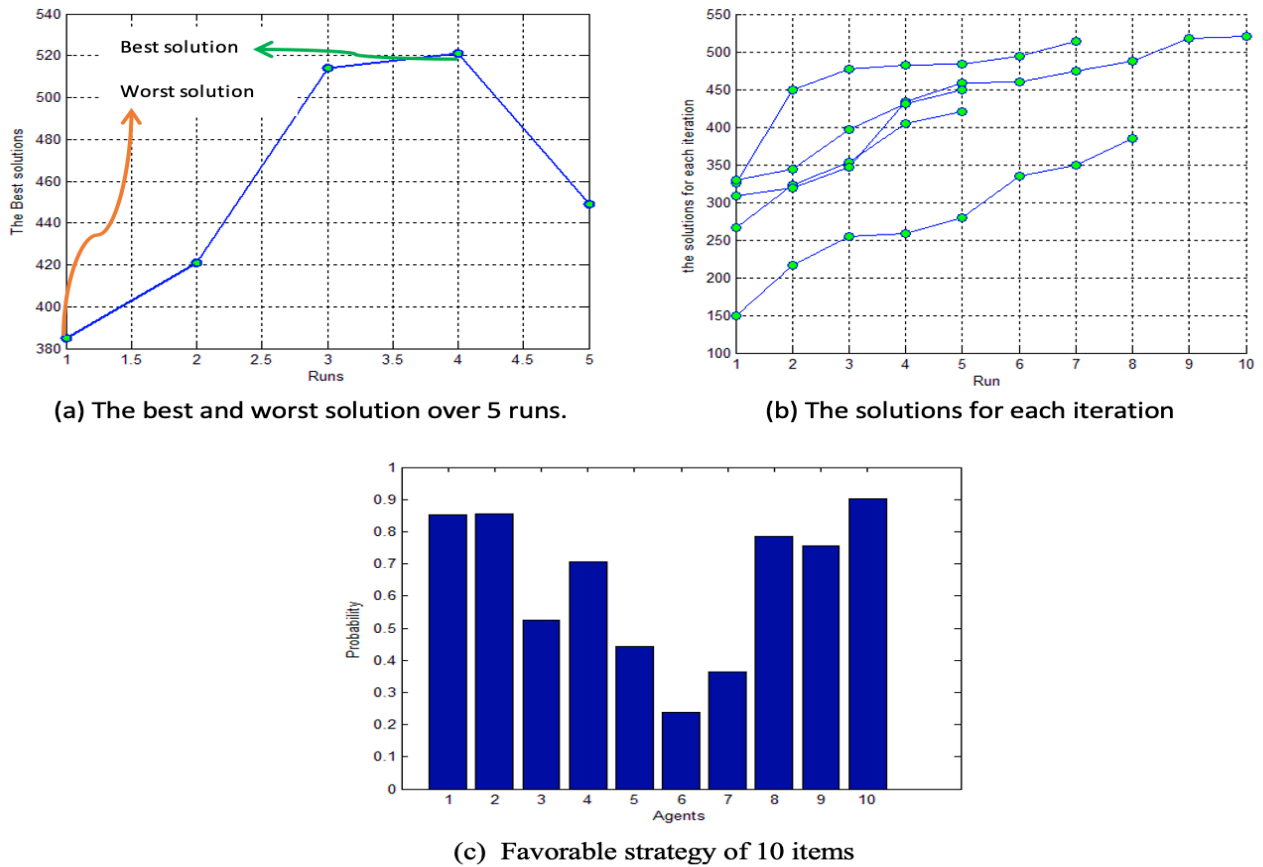 540
520
500
480
460
440
420
400
380
The Best solutions
Best solution
Worst solution
1 1.5 2 2.5 3 3.5 4 4.5 5
Runs
(a) The best and worst solution over 5 runs.
550
500
450
400
350
300
250
200
150
100
the solutions for each iteration
1 2 3 4 5 6 7 8 9 10
Run
(b) The solutions for each iteration
1
0.9
0.8
0.7
0.6
0.5
0.4
0.3
0.2
0.1
0
Probability
1 2 3 4 5 6 7 8 9 10
Agents
(c) Favorable strategy of 10 items